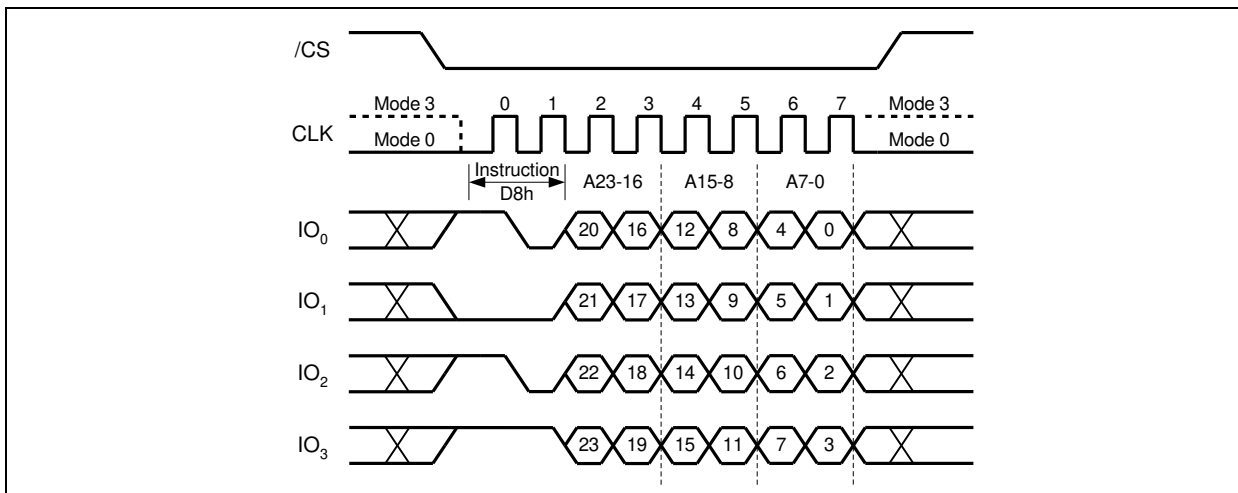 /CS
Mode 3 0 1 2 3 4 5 6 7 Mode 3
CLK
Mode 0 Mode 0
Instruction
D8h
A23-16 A15-8 A7-0
IO0 20 16 12 8 4 0
IO1 21 17 13 9 5 1
IO2 22 18 14 10 6 2
IO3 23 19 15 11 7 3